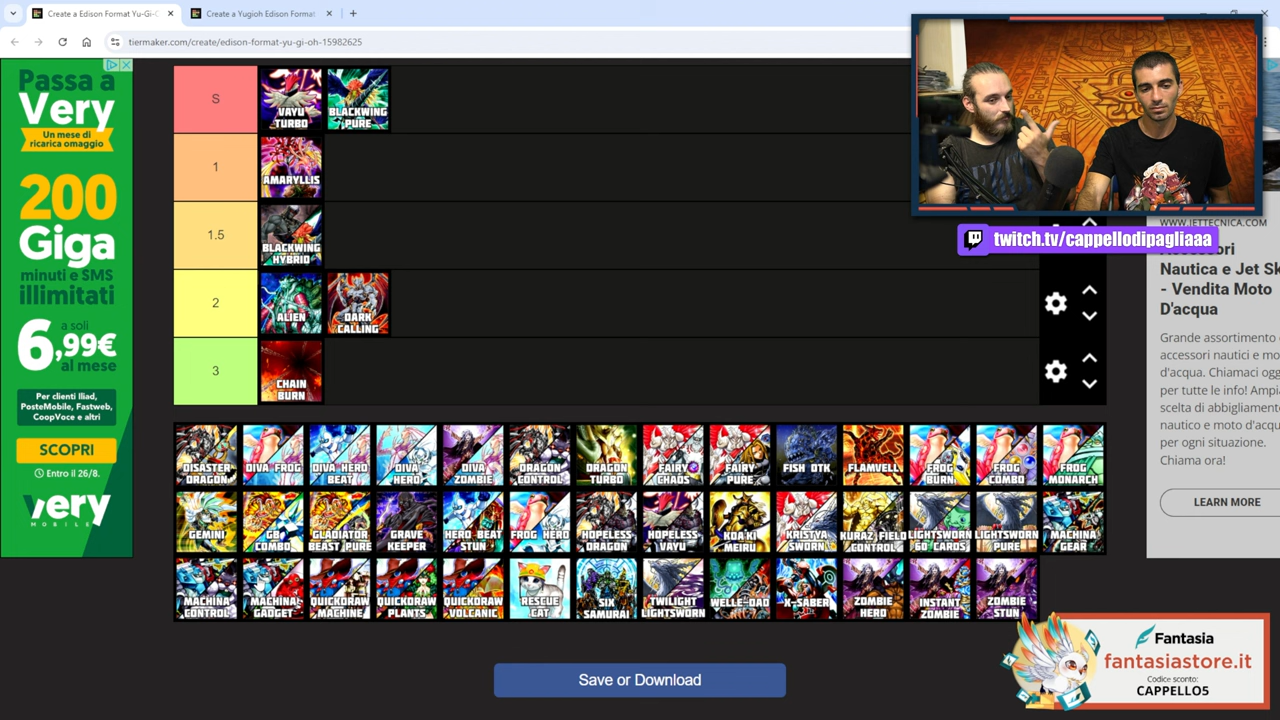 Create a Edison Format Yu-Gi-O
Create a Yugioh Edison Format
tiermaker.com/create/edison-format-yu-gi-oh-15982625
Passa a
Very
Un mese di
ricarica omaggio
200
Giga
minuti e SMS
illimitati
a soli
6,99€
al mese
Per clienti Iliad,
PosteMobile, Fastweb,
CoopVoce e altri
SCOPRI
Entro il 26/8.
very
MOBILE
S
VAYU
TURBO
BLACKWING
PURE
1
AMARYLLIS
1.5
BLACKWING
HYBRID
2
ALIEN
DARK
CALLING
3
CHAIN
BURN
DISASTER
DRAGON
DIVA FROG
DIVA HERO
BEAT
DIVA
HERO
DIVA
ZOMBIE
DRAGON
CONTROL
DRAGON
TURBO
FAIRY
CHAOS
FAIRY
PURE
FISH OTK
FLAMVELL
FROG
BURN
FROG
COMBO
FROG
MONARCH
GEMINI
GB
COMBO
GLADIATOR
BEAST PURE
GRAVE
KEEPER
HERO BEAT
STUN
FROG HERO
HOPELESS
DRAGON
HOPELESS
VAYU
KOA'KI
MEIRU
KRISTYA
SWORN
KURAZ FIELD
CONTROL
LIGHTSWORN
60 CARDS
LIGHTSWORN
PURE
MACHINA
GEAR
MACHINA
CONTROL
MACHINA
GADGET
QUICKDRAW
MACHINE
QUICKDRAW
PLANTS
QUICKDRAW
VOLCANIC
RESCUE
CAT
SIX
SAMURAI
TWILIGHT
LIGHTSWORN
WELLE-DAD
X-SABER
ZOMBIE
HERO
INSTANT
ZOMBIE
ZOMBIE
STUN
Save or Download
twitch.tv/cappellodipagliaaa
WWW.JETTECNICA.COM
Accessori
Nautica e Jet Sk
- Vendita Moto
D'acqua
Grande assortimento d
accessori nautici e mo
d'acqua. Chiamaci ogg
per tutte le info! Ampia
scelta di abbigliamento
nautico e moto d'acqu
per ogni situazione.
Chiama ora!
LEARN MORE
Fantasia
fantasiastore.it
Codice sconto:
CAPPELLO5